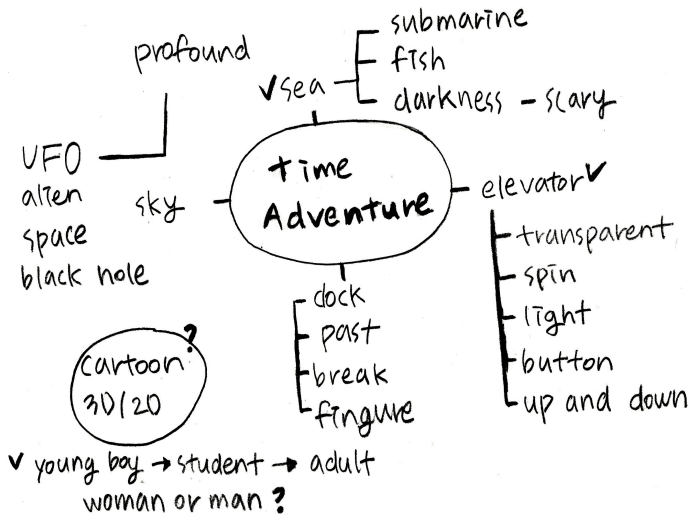 profound
UFO
alien
space
black hole
sky
✓ sea
submarine
fish
darkness - scary
time
Adventure
elevator ✓
transparent
spin
light
button
up and down
clock
past
break
fingure
cartoon ?
3D/2D
✓ young boy → student → adult
woman or man ?